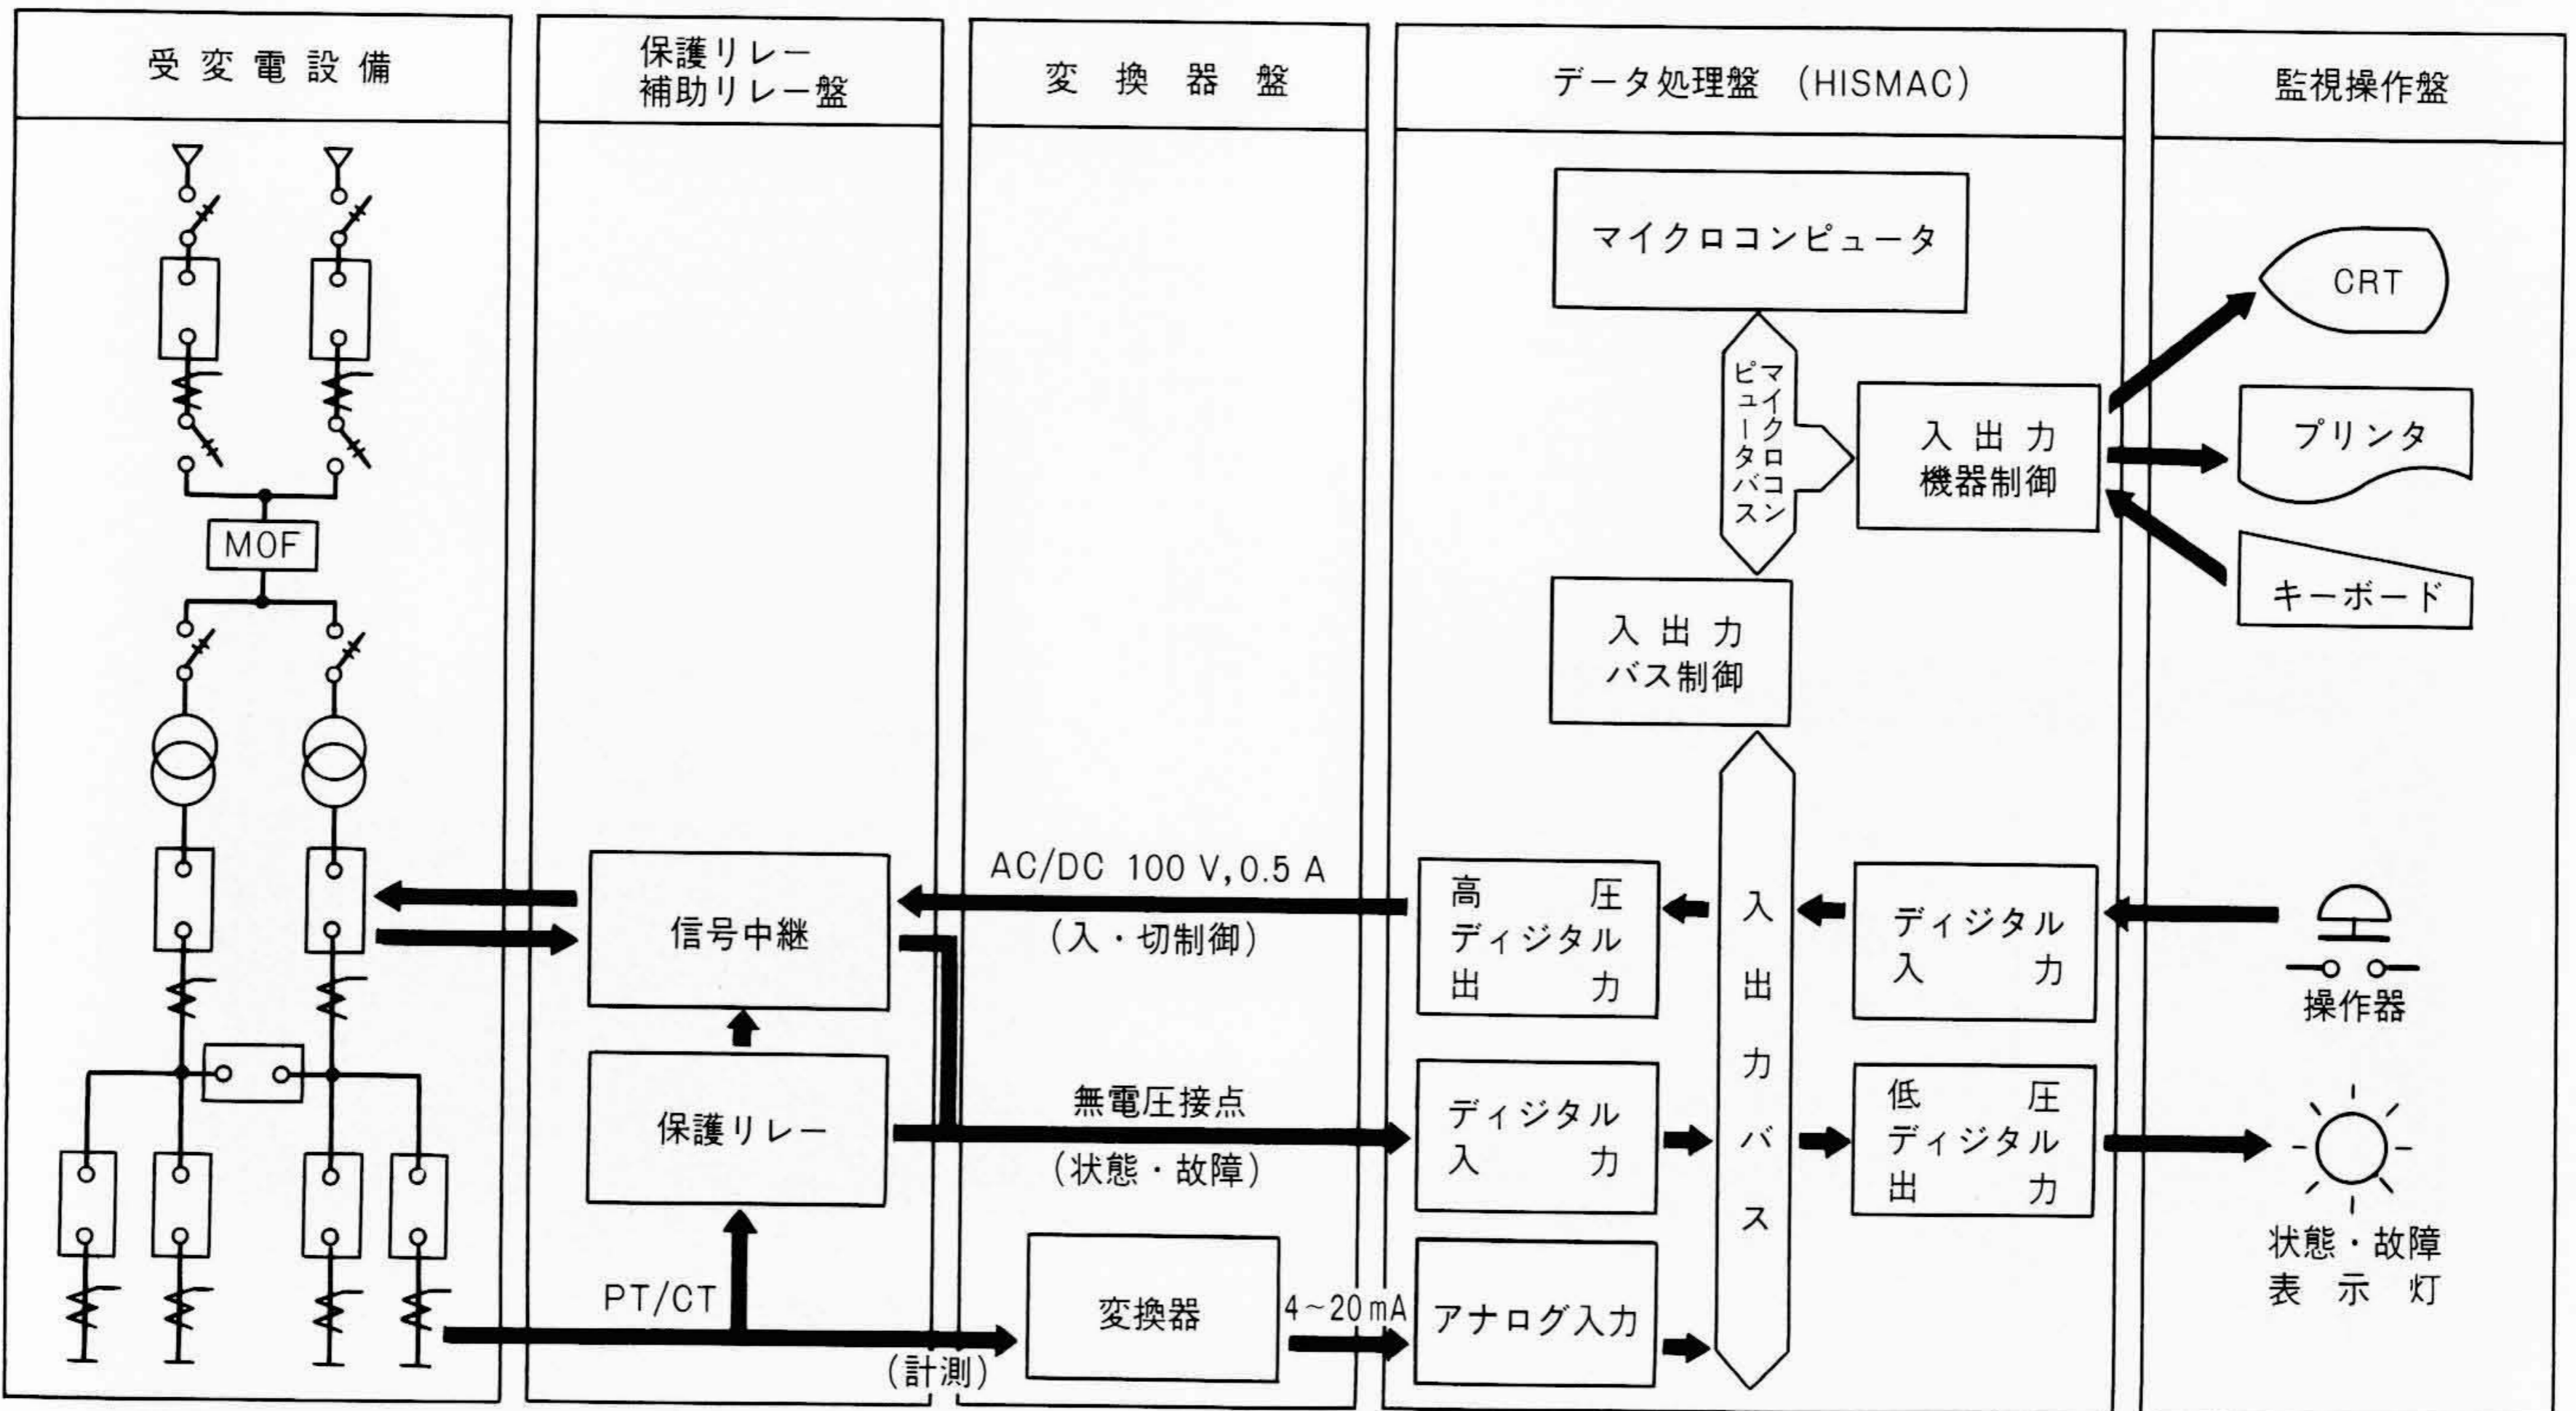 受変電設備
保護リレー
補助リレー盤
変換器盤
データ処理盤 (HISMAC)
監視操作盤
MOF
信号中継
保護リレー
PT/CT
(計測)
AC/DC 100 V, 0.5 A
(入・切制御)
無電圧接点
(状態・故障)
変換器
4~20mA
マイクロコンピュータ
マイクロコン
ピュータバス
入出力
機器制御
入出力
バス制御
高圧
ディジタル
出力
ディジタル
入力
アナログ入力
入出力バス
ディジタル
入力
低圧
ディジタル
出力
CRT
プリンタ
キーボード
操作器
状態・故障
表示灯